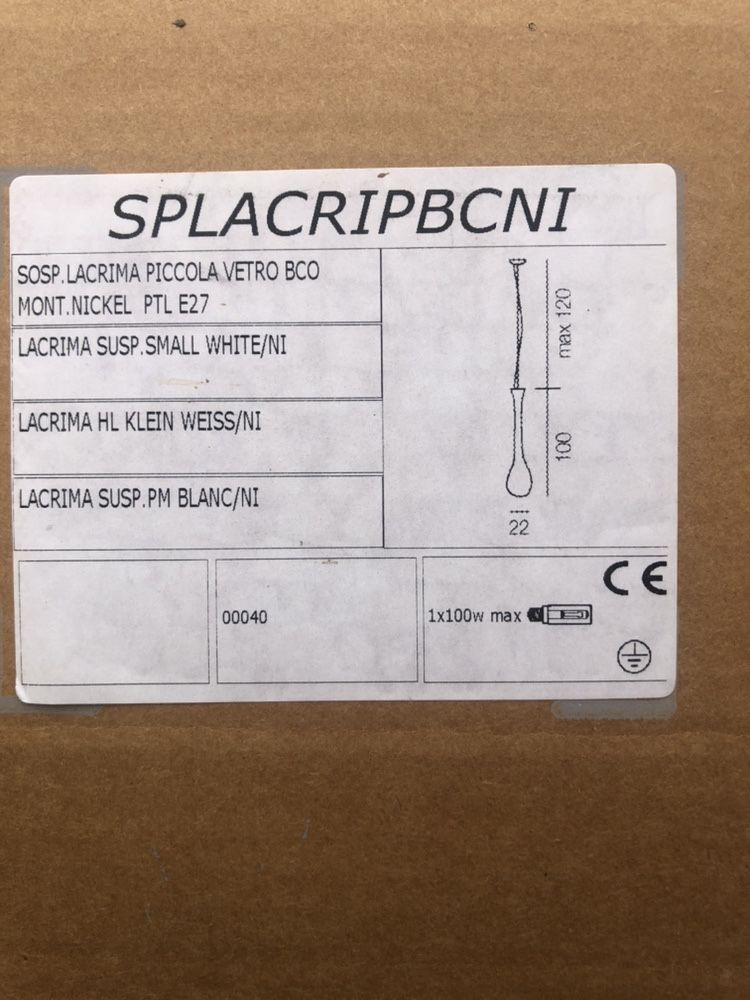 SPLACRIPBCNI
SOSP.LACRIMA PICCOLA VETRO BCO
MONT.NICKEL PTL E27
LACRIMA SUSP.SMALL WHITE/NI
LACRIMA HL KLEIN WEISS/NI
LACRIMA SUSP.PM BLANC/NI
max 120
100
22
00040
1x100w max
CE